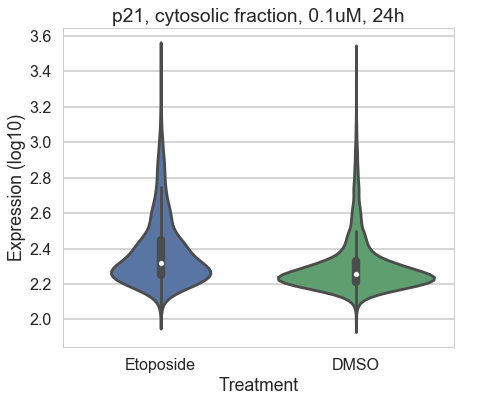 p21, cytosolic fraction, 0.1uM, 24h
3.6
3.4
3.2
3.0
2.8
2.6
2.4
2.2
2.0
Expression (log10)
Etoposide
DMSO
Treatment